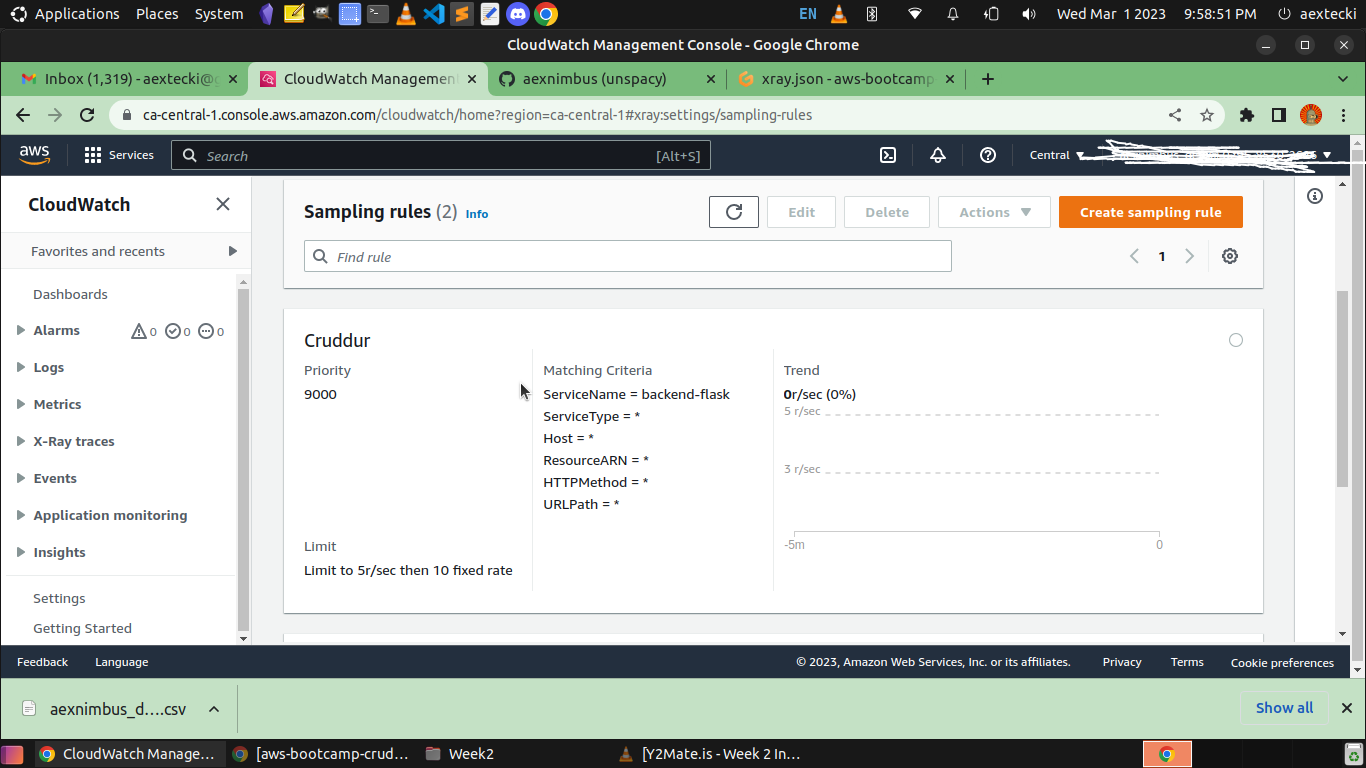 Applications Places System EN Wed Mar 1 2023 9:58:51 PM aextecki
CloudWatch Management Console - Google Chrome
Inbox (1,319) - aextecki@g CloudWatch Managemen aexnimbus (unspacy) xray.json - aws-bootcamp
ca-central-1.console.aws.amazon.com/cloudwatch/home?region=ca-central-1#xray:settings/sampling-rules
aws Services Search [Alt+S] Central
CloudWatch
Favorites and recents
Dashboards
Alarms 0 0 0
Logs
Metrics
X-Ray traces
Events
Application monitoring
Insights
Settings
Getting Started
Sampling rules (2) Info
Edit Delete Actions Create sampling rule
Find rule 1
Cruddur
Priority
9000
Limit
Limit to 5r/sec then 10 fixed rate
Matching Criteria
ServiceName = backend-flask
ServiceType = *
Host = *
ResourceARN = *
HTTPMethod = *
URLPath = *
Trend
0r/sec (0%)
5 r/sec
3 r/sec
-5m 0
Feedback Language © 2023, Amazon Web Services, Inc. or its affiliates. Privacy Terms Cookie preferences
aexnimbus_d....csv Show all
CloudWatch Manage... [aws-bootcamp-crud... Week2 [Y2Mate.is - Week 2 In...